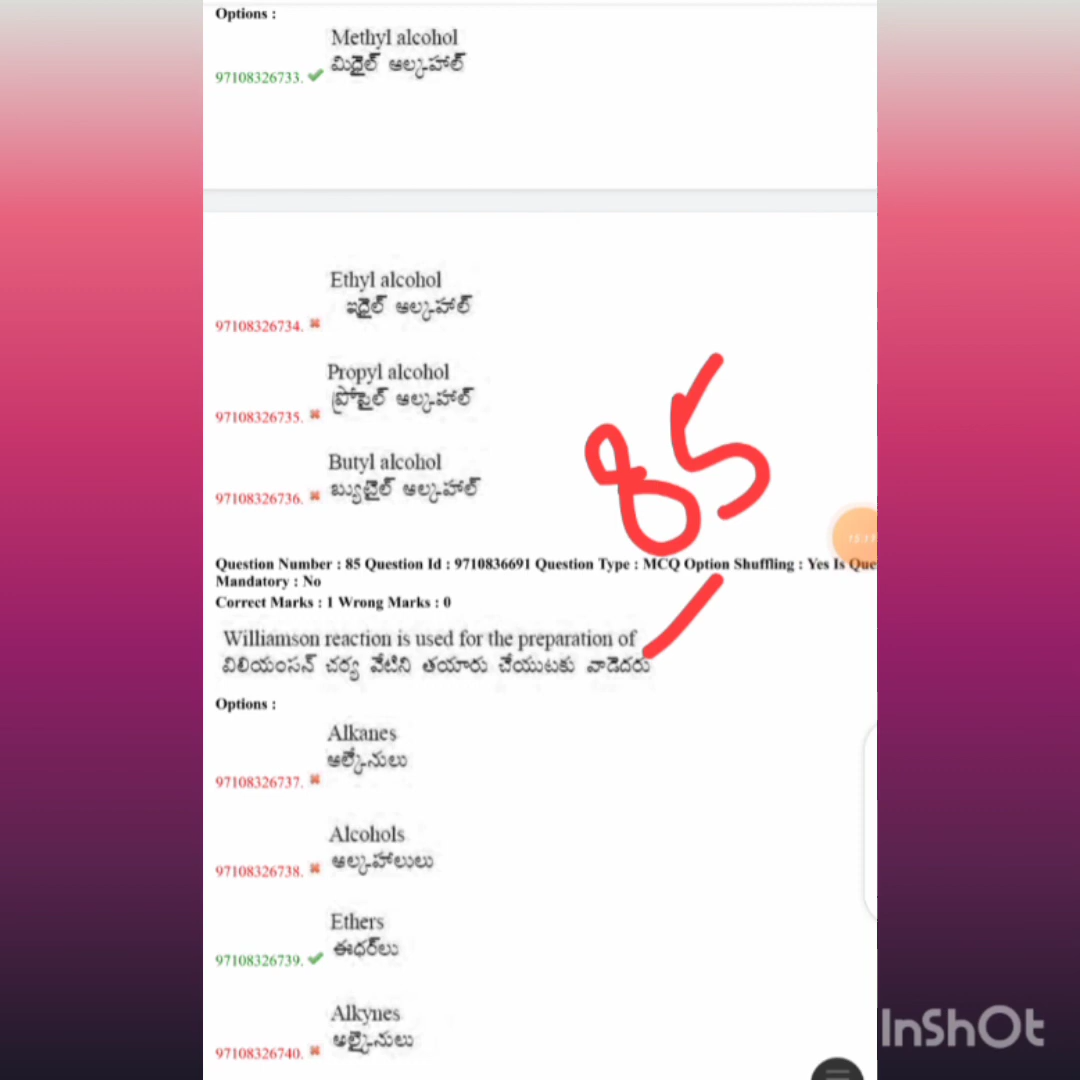 Options :
Methyl alcohol
మిథైల్ ఆల్కహాల్
97108326733. ✔
Ethyl alcohol
ఇథైల్ ఆల్కహాల్
97108326734. ✖
Propyl alcohol
ప్రోపైల్ ఆల్కహాల్
97108326735. ✖
Butyl alcohol
బ్యుటైల్ ఆల్కహాల్
97108326736. ✖
85
15:17
Question Number : 85 Question Id : 9710836691 Question Type : MCQ Option Shuffling : Yes Is Que
Mandatory : No
Correct Marks : 1 Wrong Marks : 0
Williamson reaction is used for the preparation of
విలియంసన్ చర్య వేటిని తయారు చేయుటకు వాడెదరు
Options :
Alkanes
ఆల్కేనులు
97108326737. ✖
Alcohols
ఆల్కహాలులు
97108326738. ✖
Ethers
ఈథర్‌లు
97108326739. ✔
Alkynes
ఆల్కైనులు
97108326740. ✖
InShOt